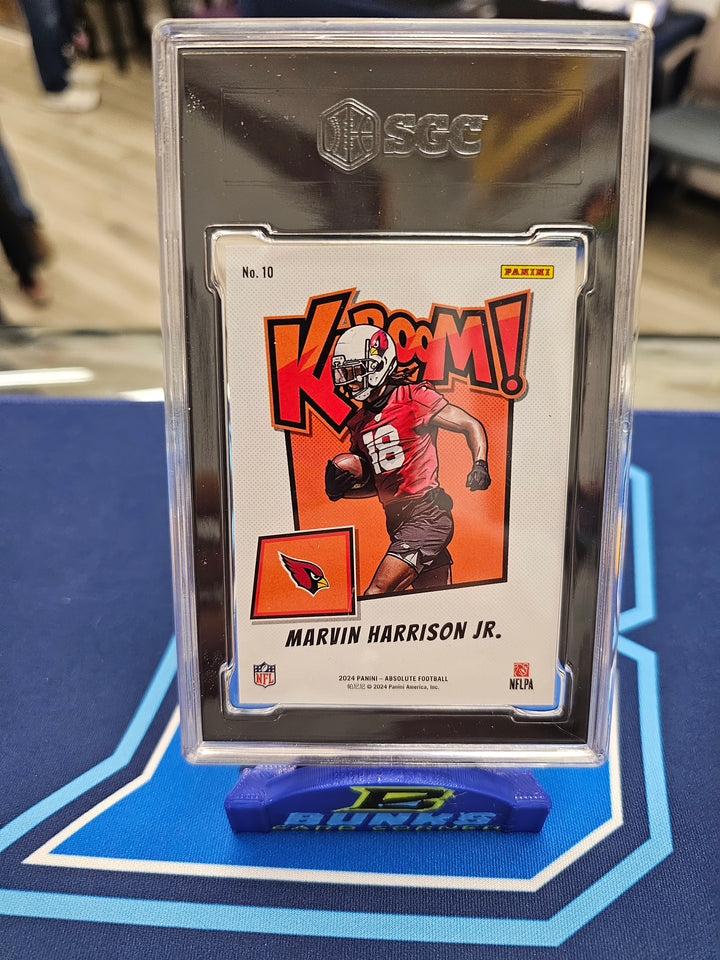 SGC
No. 10
PANINI
KABOOM!
18
MARVIN HARRISON JR.
NFL
2024 PANINI – ABSOLUTE FOOTBALL
帕尼尼 © 2024 Panini America, Inc.
NFLPA
B
BUNKS
CARD CORNER